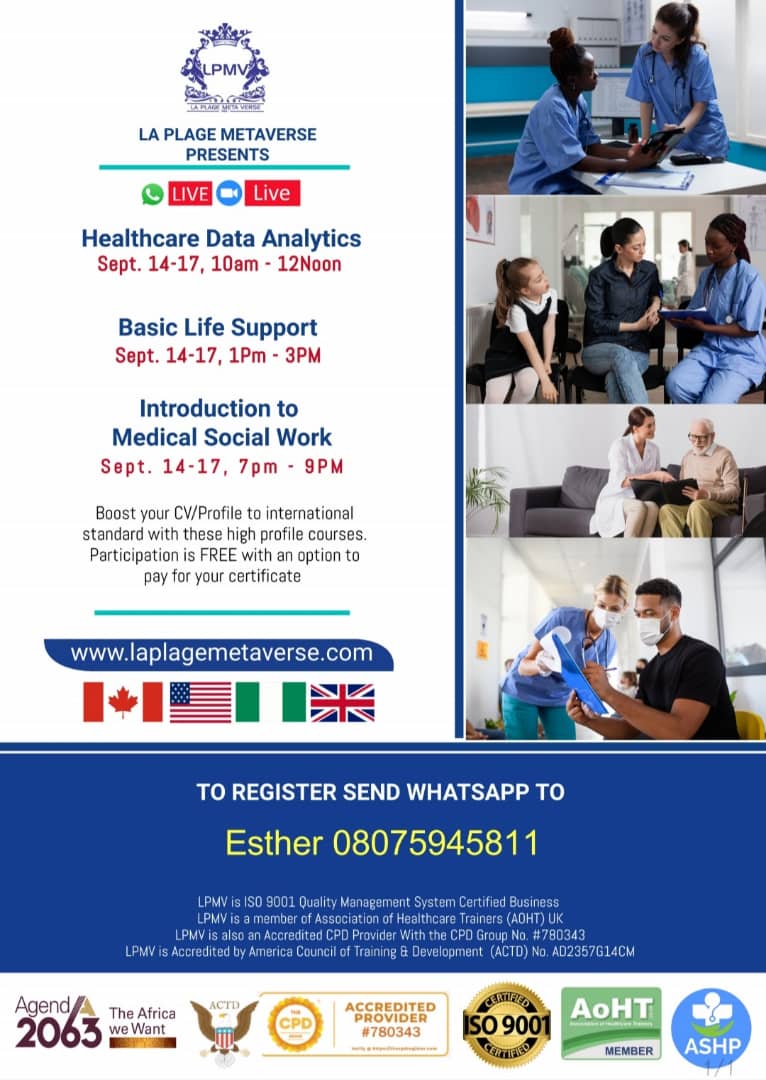 LPMV
LA PLAGE META VERSE
LA PLAGE METAVERSE
PRESENTS
LIVE Live
Healthcare Data Analytics
Sept. 14-17, 10am - 12Noon
Basic Life Support
Sept. 14-17, 1Pm - 3PM
Introduction to
Medical Social Work
Sept. 14-17, 7pm - 9PM
Boost your CV/Profile to international
standard with these high profile courses.
Participation is FREE with an option to
pay for your certificate
www.laplagemetaverse.com
TO REGISTER SEND WHATSAPP TO
Esther 08075945811
LPMV is ISO 9001 Quality Management System Certified Business
LPMV is a member of Association of Healthcare Trainers (AOHT) UK
LPMV is also an Accredited CPD Provider With the CPD Group No. #780343
LPMV is Accredited by America Council of Training & Development (ACTD) No. AD2357G14CM
Agenda
2063
The Africa
we Want
ACTD
THE
CPD
ACCREDITED
PROVIDER
#780343
CERTIFIED
ISO 9001
CERTIFIED
AoHT
Association of Healthcare Trainers
MEMBER
ASHP
1/1